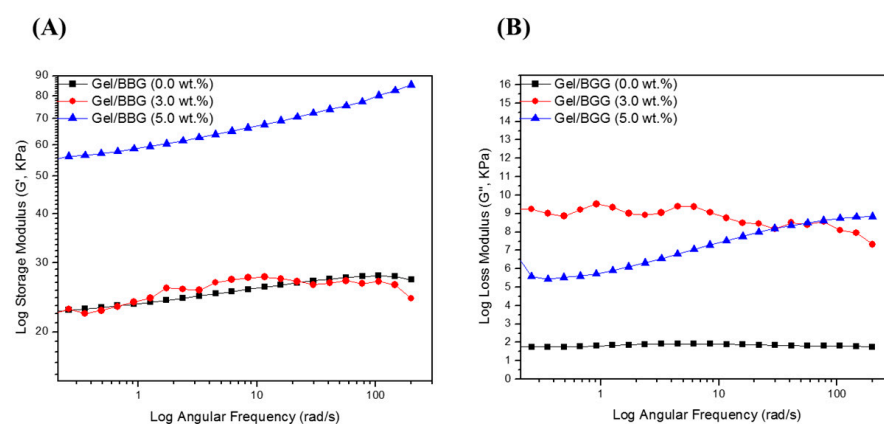 (A)
(B)
Gel/BBG (0.0 wt.%)
Gel/BBG (3.0 wt.%)
Gel/BBG (5.0 wt.%)
90
80
70
60
50
40
30
20
Log Storage Modulus (G', KPa)
1
10
100
Log Angular Frequency (rad/s)
Gel/BGG (0.0 wt.%)
Gel/BGG (3.0 wt.%)
Gel/BGG (5.0 wt.%)
16
15
14
13
12
11
10
9
8
7
6
5
4
3
2
1
0
Log Loss Modulus (G'', KPa)
1
10
100
Log Angular Frequency (rad/s)